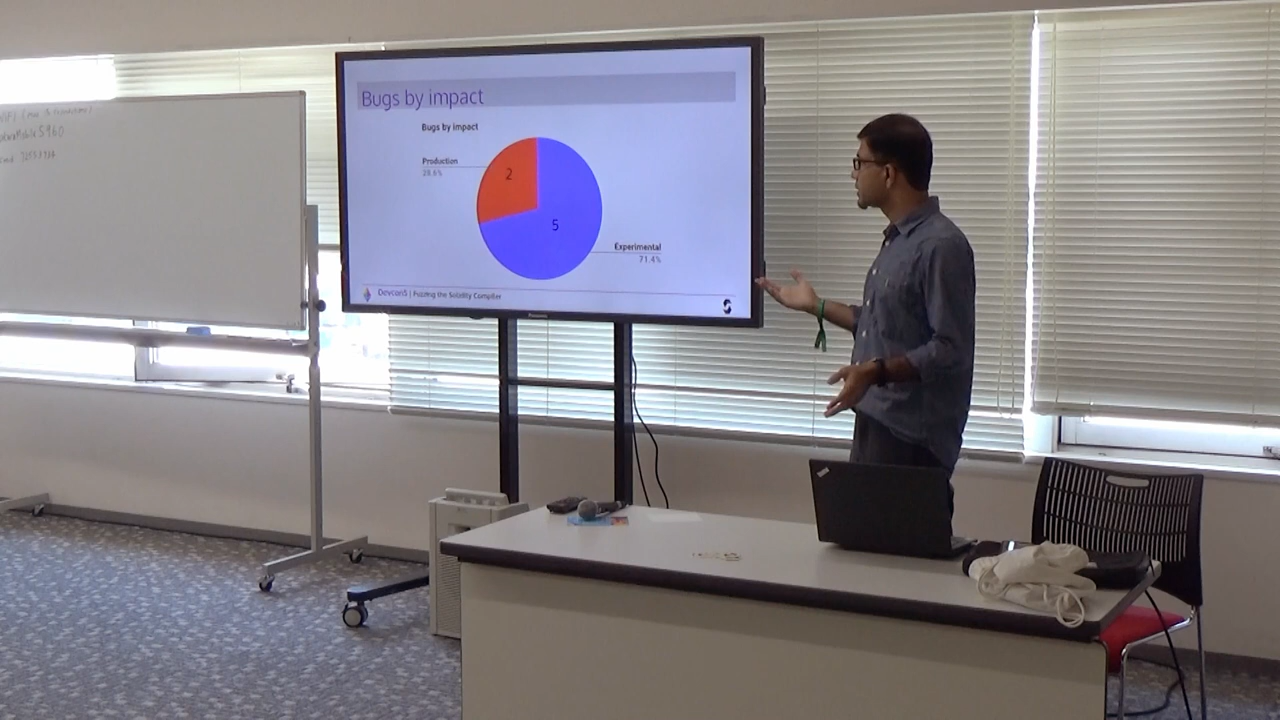 Bugs by impact
Bugs by impact
Production
28.6%
2
5
Experimental
71.4%
Devcon5 | Fuzzing the Solidity Compiler
Panasonic